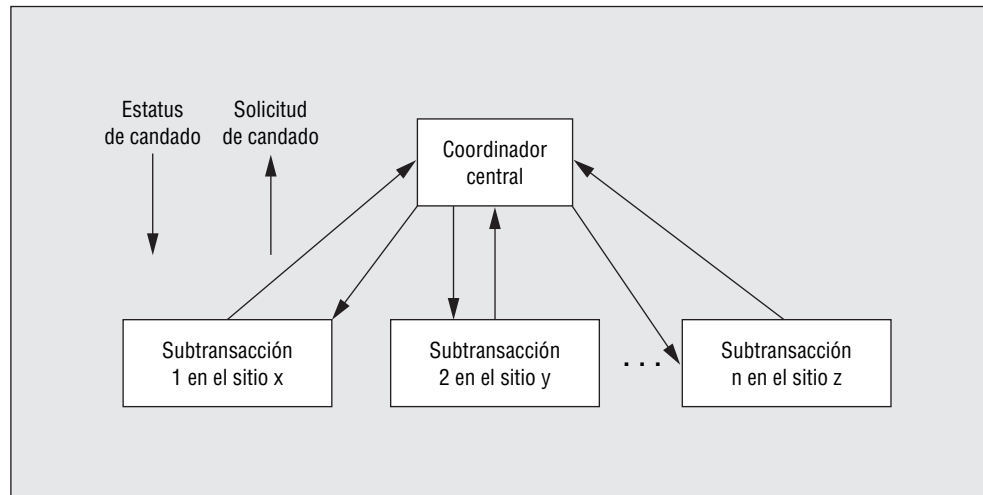 Estatus
de candado
Solicitud
de candado
Coordinador
central
Subtransacción
1 en el sitio x
Subtransacción
2 en el sitio y
. . .
Subtransacción
n en el sitio z